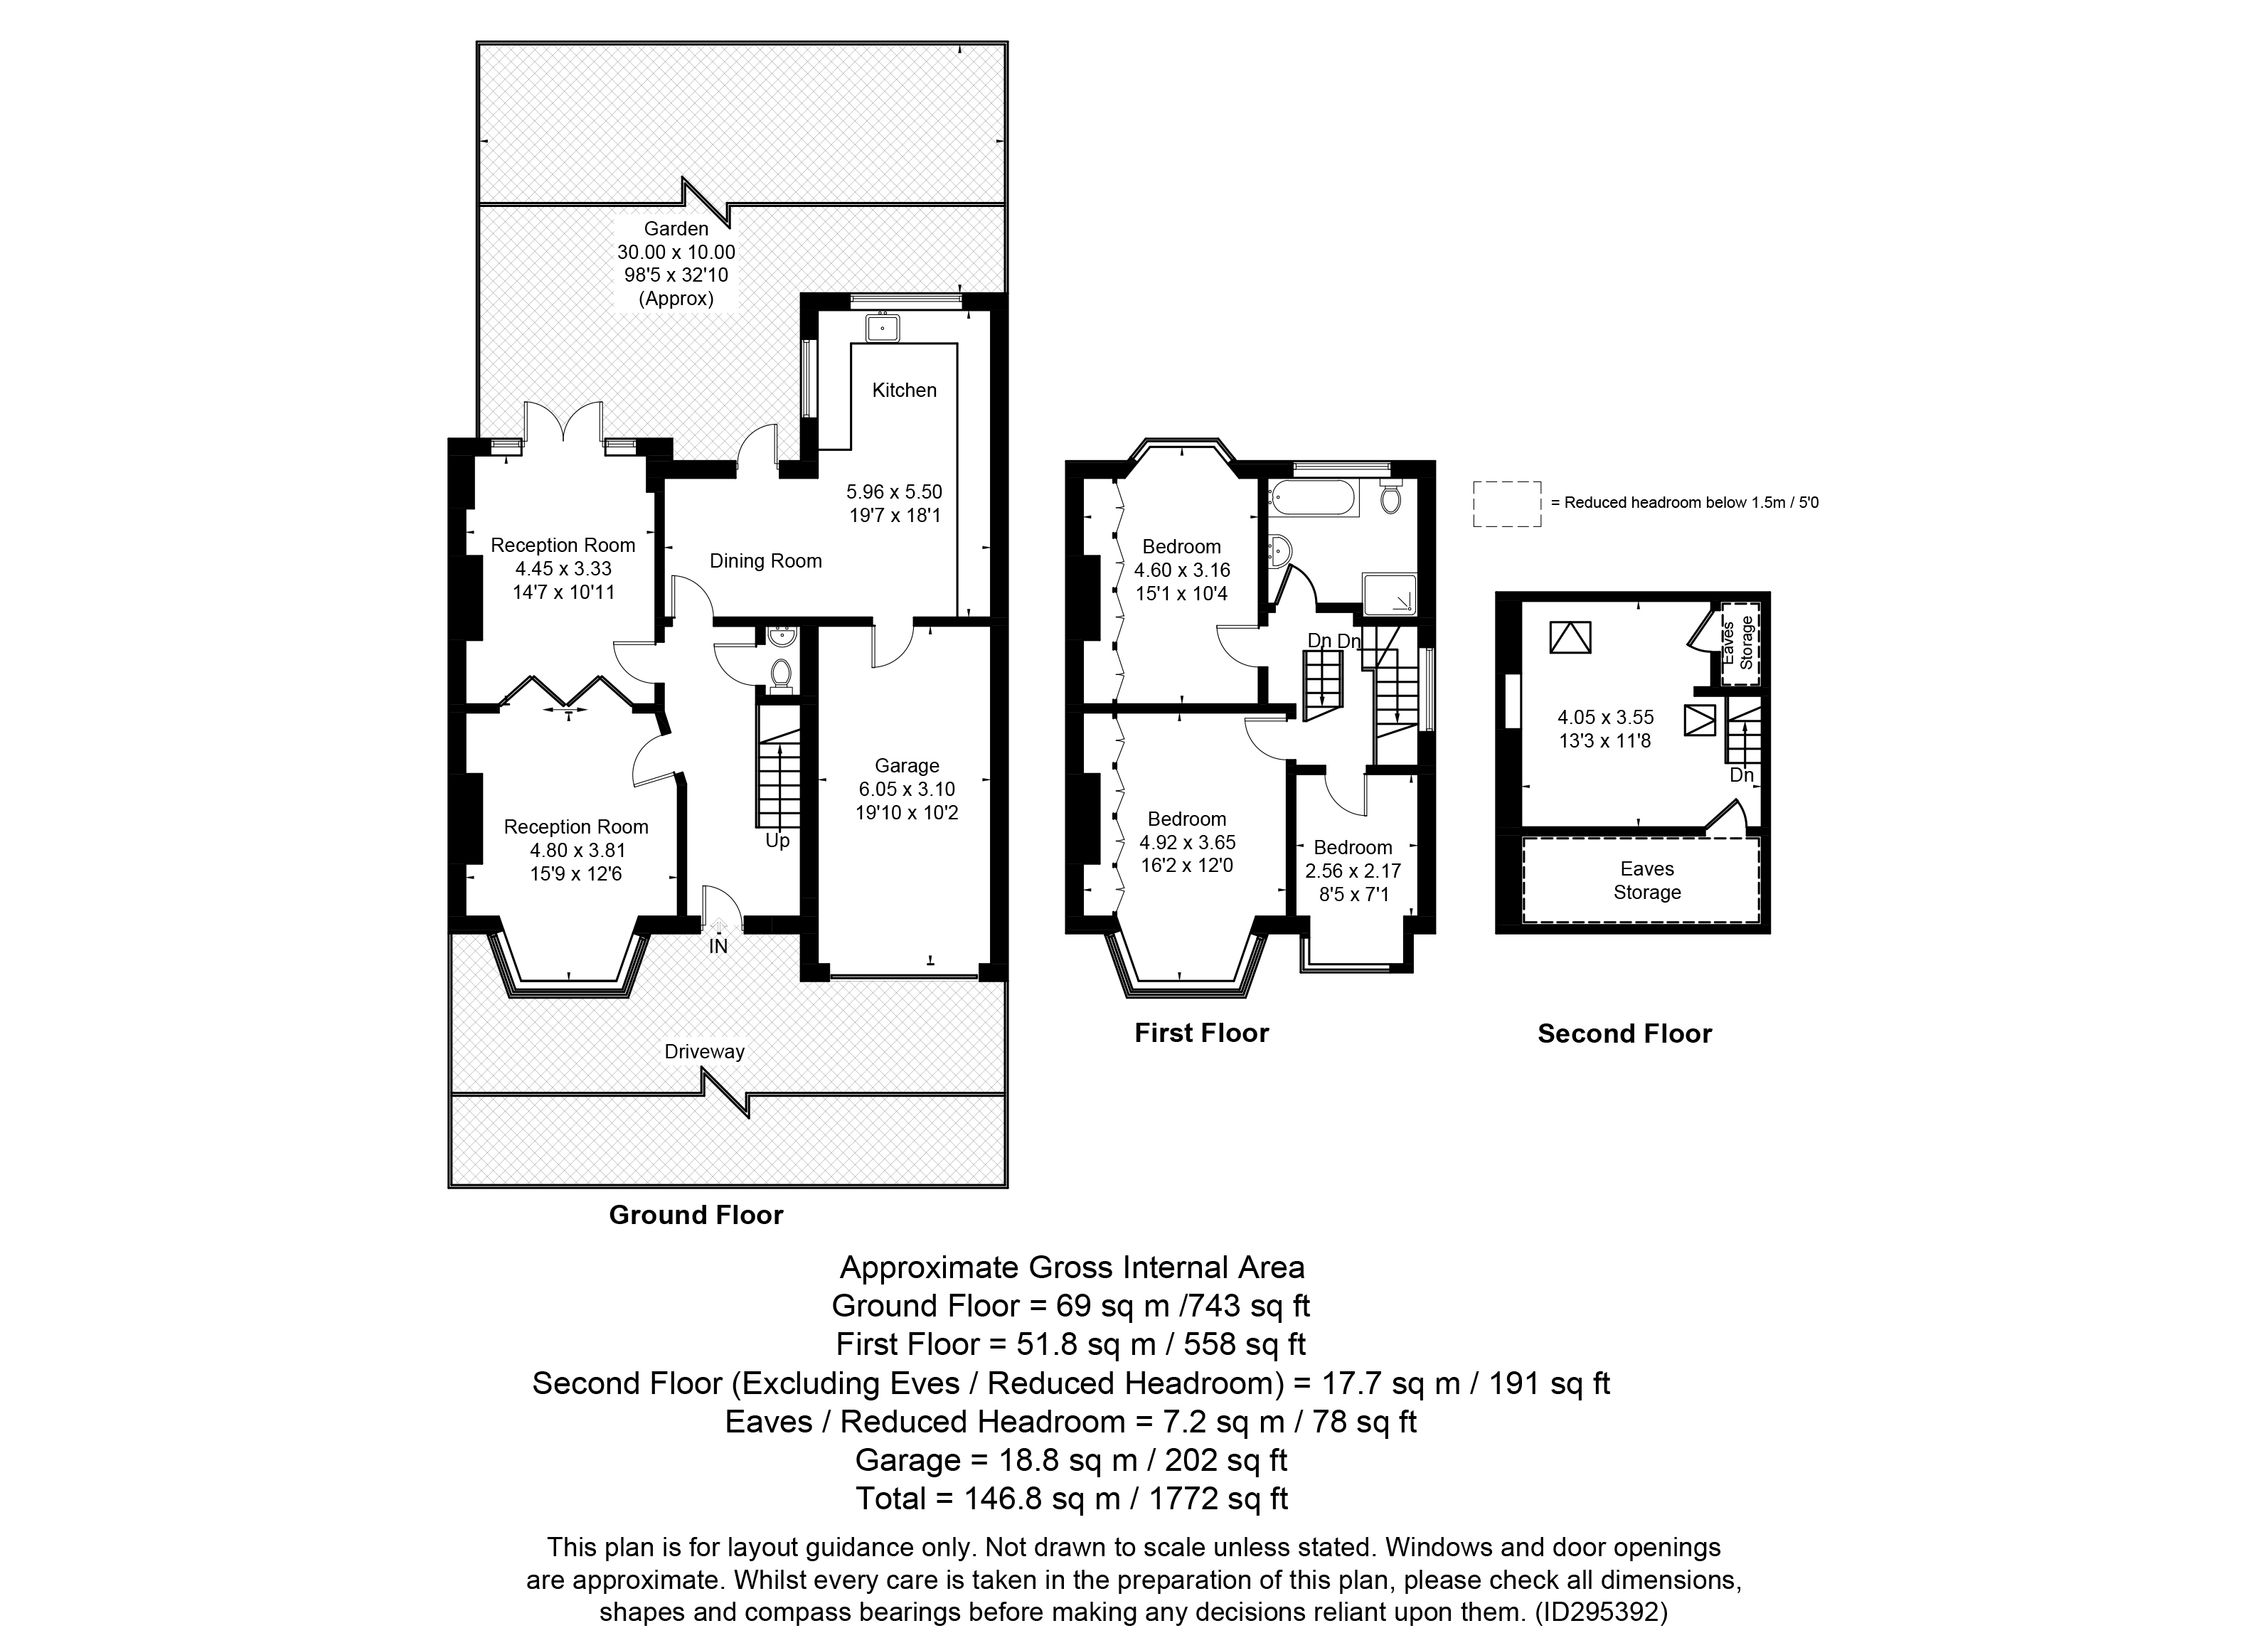 Garden
30.00 x 10.00
98'5 x 32'10
(Approx)
Kitchen
5.96 x 5.50
19'7 x 18'1
Dining Room
Reception Room
4.45 x 3.33
14'7 x 10'11
Garage
6.05 x 3.10
19'10 x 10'2
Reception Room
4.80 x 3.81
15'9 x 12'6
Up
IN
Driveway
Ground Floor
Bedroom
4.60 x 3.16
15'1 x 10'4
Dn Dn
Bedroom
4.92 x 3.65
16'2 x 12'0
Bedroom
2.56 x 2.17
8'5 x 7'1
First Floor
= Reduced headroom below 1.5m / 5'0
Eaves
Storage
4.05 x 3.55
13'3 x 11'8
Dn
Eaves
Storage
Second Floor
Approximate Gross Internal Area
Ground Floor = 69 sq m /743 sq ft
First Floor = 51.8 sq m / 558 sq ft
Second Floor (Excluding Eves / Reduced Headroom) = 17.7 sq m / 191 sq ft
Eaves / Reduced Headroom = 7.2 sq m / 78 sq ft
Garage = 18.8 sq m / 202 sq ft
Total = 146.8 sq m / 1772 sq ft
This plan is for layout guidance only. Not drawn to scale unless stated. Windows and door openings
are approximate. Whilst every care is taken in the preparation of this plan, please check all dimensions,
shapes and compass bearings before making any decisions reliant upon them. (ID295392)